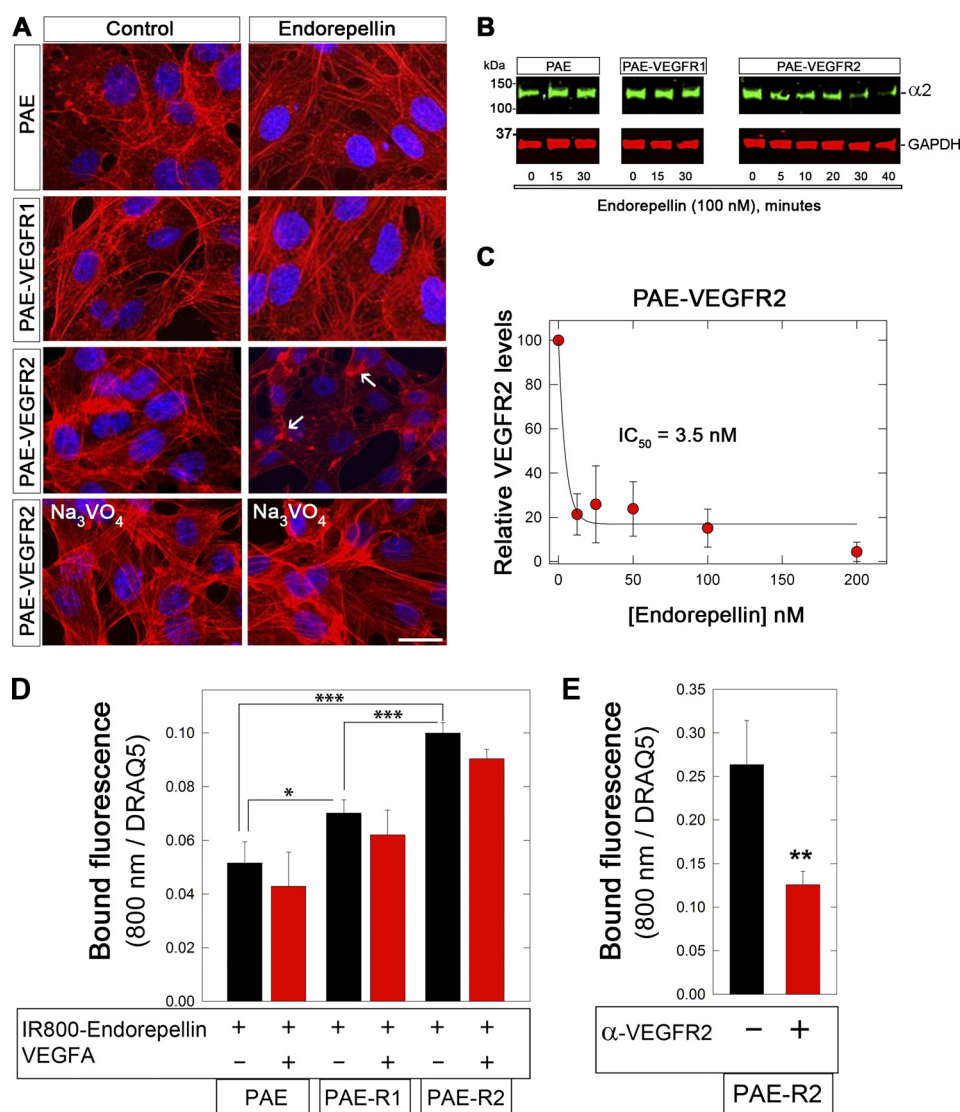 A
Control
Endorepellin
PAE
PAE-VEGFR1
PAE-VEGFR2
PAE-VEGFR2
Na₃VO₄
Na₃VO₄
B
kDa
PAE
PAE-VEGFR1
PAE-VEGFR2
150
100
α2
37
GAPDH
0 15 30 0 15 30 0 5 10 20 30 40
Endorepellin (100 nM), minutes
C
PAE-VEGFR2
Relative VEGFR2 levels
100
80
60
40
20
0
IC₅₀ = 3.5 nM
0 50 100 150 200
[Endorepellin] nM
D
Bound fluorescence
(800 nm / DRAQ5)
0.10
0.08
0.06
0.04
0.02
0.00
***
***
*
IR800-Endorepellin + + + + + +
VEGFA − + − + − +
PAE PAE-R1 PAE-R2
E
Bound fluorescence
(800 nm / DRAQ5)
0.35
0.30
0.25
0.20
0.15
0.10
0.05
0.00
**
α-VEGFR2 − +
PAE-R2